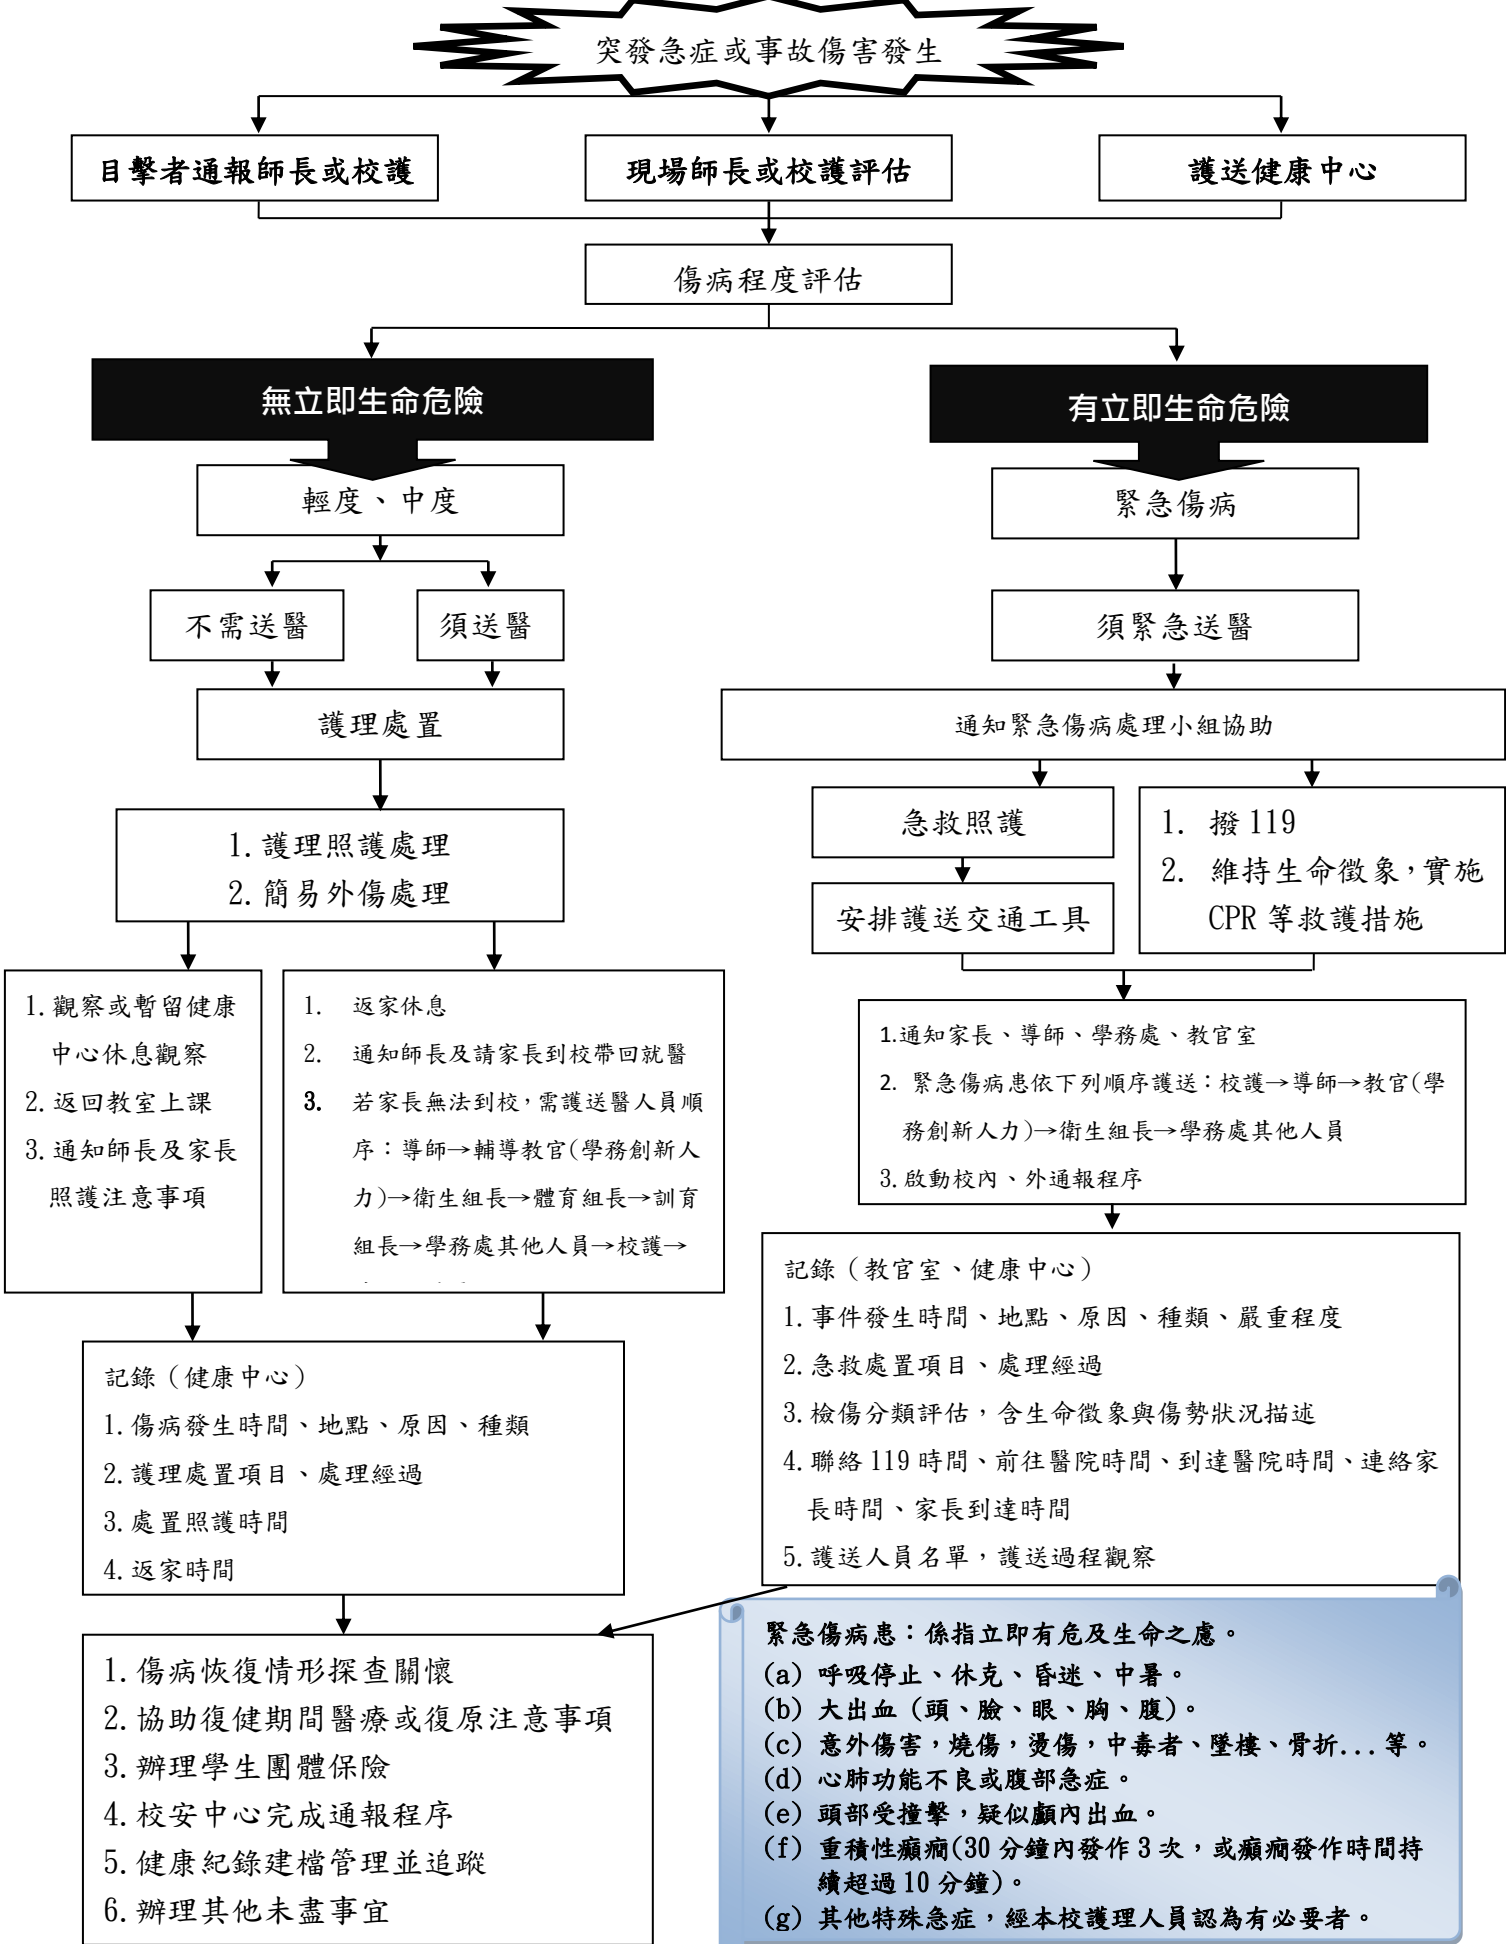 突發急症或事故傷害發生
目擊者通報師長或校護
現場師長或校護評估
護送健康中心
傷病程度評估
無立即生命危險
有立即生命危險
輕度、中度
緊急傷病
不需送醫
須送醫
須緊急送醫
護理處置
通知緊急傷病處理小組協助
1.護理照護處理
2.簡易外傷處理
急救照護
安排護送交通工具
1. 撥 119
2. 維持生命徵象，實施
CPR 等救護措施
1.觀察或暫留健康
中心休息觀察
2.返回教室上課
3.通知師長及家長
照護注意事項
1. 返家休息
2. 通知師長及請家長到校帶回就醫
3. 若家長無法到校，需護送醫人員順
序：導師→輔導教官(學務創新人
力)→衛生組長→體育組長→訓育
組長→學務處其他人員→校護→
1.通知家長、導師、學務處、教官室
2. 緊急傷病患依下列順序護送：校護→導師→教官(學
務創新人力)→衛生組長→學務處其他人員
3.啟動校內、外通報程序
記錄（健康中心）
1.傷病發生時間、地點、原因、種類
2.護理處置項目、處理經過
3.處置照護時間
4.返家時間
記錄（教官室、健康中心）
1.事件發生時間、地點、原因、種類、嚴重程度
2.急救處置項目、處理經過
3.檢傷分類評估，含生命徵象與傷勢狀況描述
4.聯絡 119 時間、前往醫院時間、到達醫院時間、連絡家
長時間、家長到達時間
5.護送人員名單，護送過程觀察
1.傷病恢復情形探查關懷
2.協助復健期間醫療或復原注意事項
3.辦理學生團體保險
4.校安中心完成通報程序
5.健康紀錄建檔管理並追蹤
6.辦理其他未盡事宜
緊急傷病患：係指立即有危及生命之慮。
(a) 呼吸停止、休克、昏迷、中暑。
(b) 大出血 (頭、臉、眼、胸、腹)。
(c) 意外傷害，燒傷，燙傷，中毒者、墜樓、骨折...等。
(d) 心肺功能不良或腹部急症。
(e) 頭部受撞擊，疑似顱內出血。
(f) 重積性癲癇(30 分鐘內發作 3 次，或癲癇發作時間持
續超過 10 分鐘)。
(g) 其他特殊急症，經本校護理人員認為有必要者。